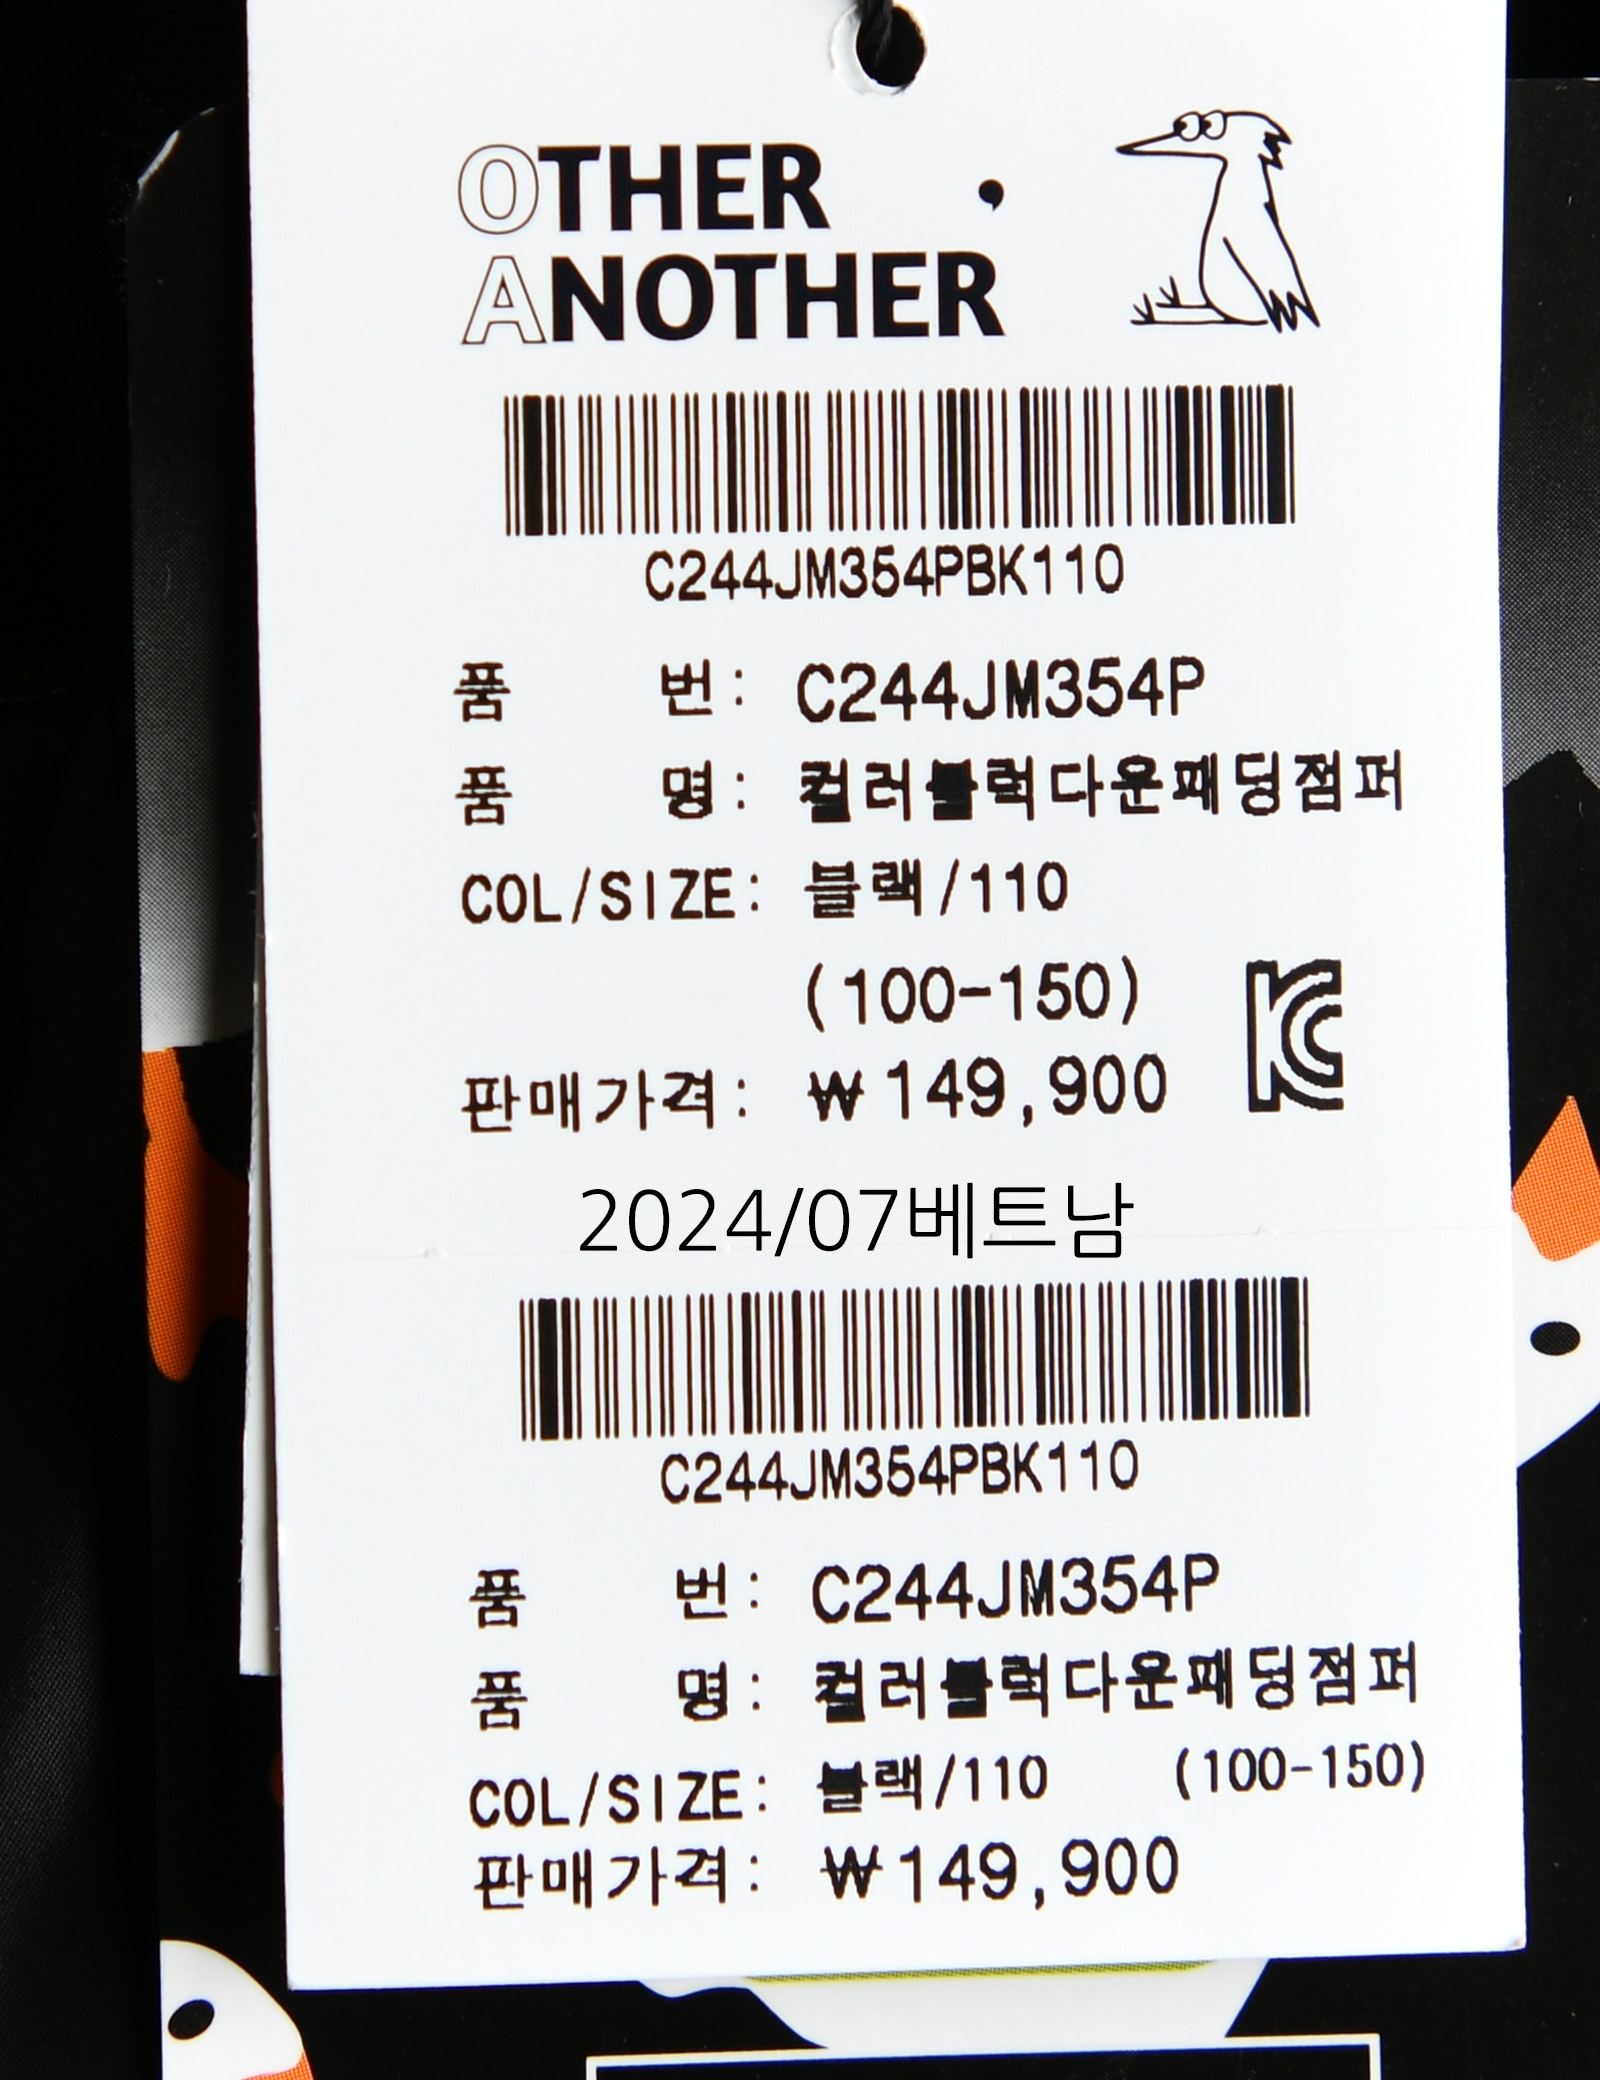 OTHER
ANOTHER
C244JM354PBK110
품 번: C244JM354P
품 명: 컬러블럭다운패딩점퍼
COL/SIZE: 블랙/110
(100-150)
판매가격: ₩149,900
2024/07베트남
C244JM354PBK110
품 번: C244JM354P
품 명: 컬러블럭다운패딩점퍼
COL/SIZE: 블랙/110 (100-150)
판매가격: ₩149,900